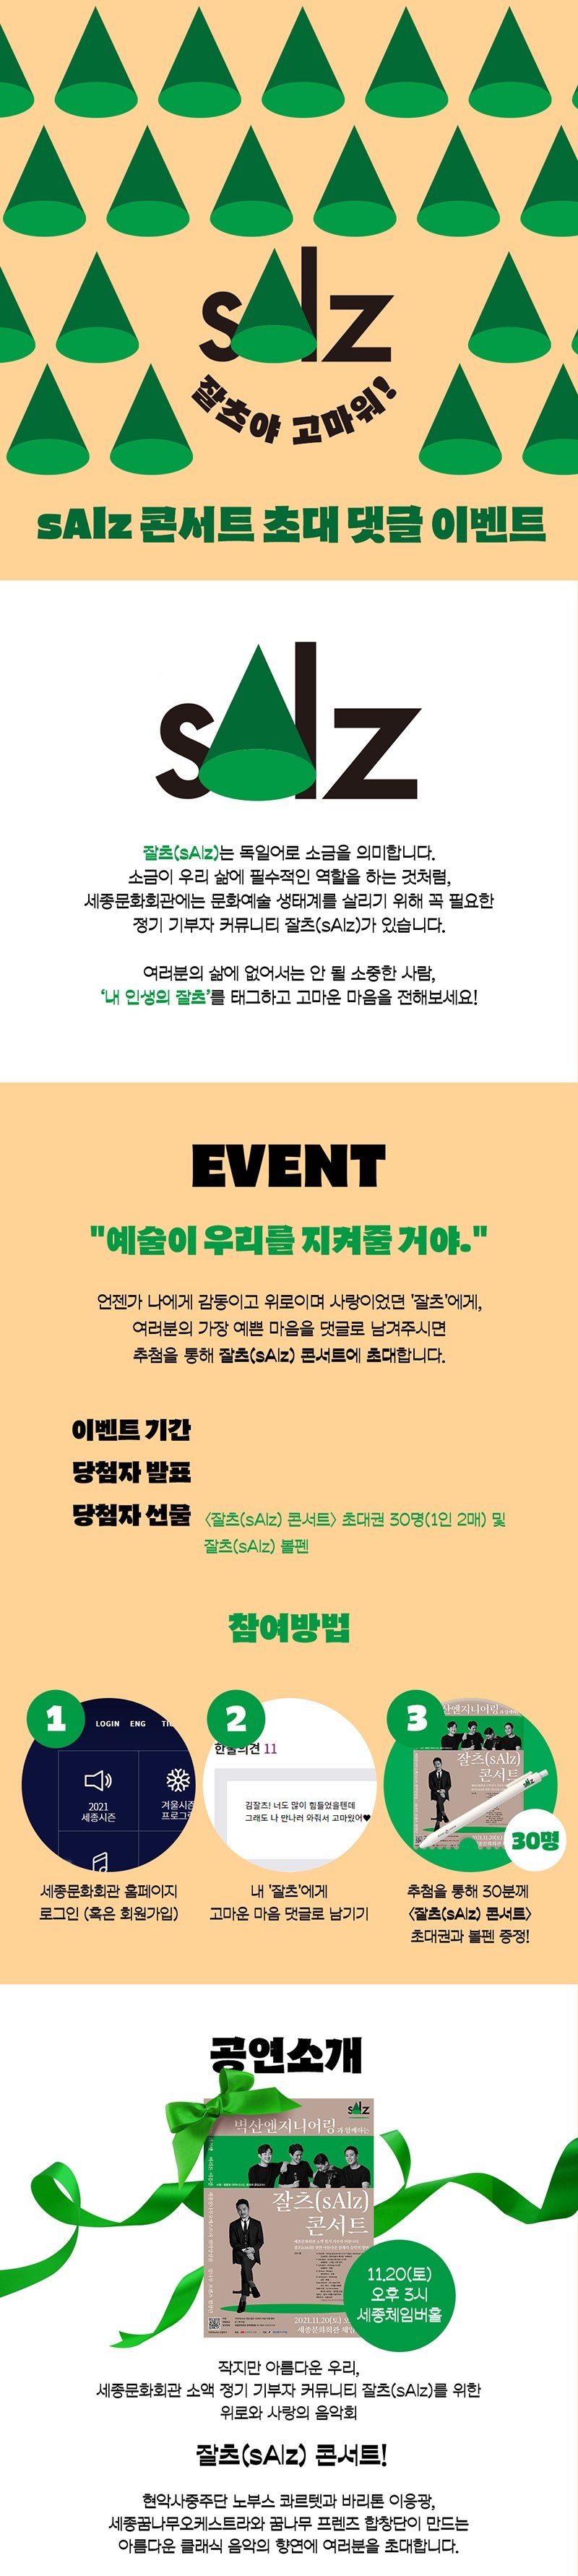 sAlz
잘츠야 고마워!
sAlz 콘서트 초대 댓글 이벤트
sAlz
잘츠(sAlz)는 독일어로 소금을 의미합니다.
소금이 우리 삶에 필수적인 역할을 하는 것처럼,
세종문화회관에는 문화예술 생태계를 살리기 위해 꼭 필요한
정기 기부자 커뮤니티 잘츠(sAlz)가 있습니다.
여러분의 삶에 없어서는 안 될 소중한 사람,
‘내 인생의 잘츠’를 태그하고 고마운 마음을 전해보세요!
EVENT
"예술이 우리를 지켜줄 거야."
언젠가 나에게 감동이고 위로이며 사랑이었던 '잘츠'에게,
여러분의 가장 예쁜 마음을 댓글로 남겨주시면
추첨을 통해 잘츠(sAlz) 콘서트에 초대합니다.
이벤트 기간
당첨자 발표
당첨자 선물 〈잘츠(sAlz) 콘서트〉 초대권 30명(1인 2매) 및
잘츠(sAlz) 볼펜
참여방법
1
LOGIN ENG
2021
세종시즌
겨울시즌
프로그
세종문화회관 홈페이지
로그인 (혹은 회원가입)
2
한줄의견 11
김잘츠! 너도 많이 힘들었을텐데
그래도 나 만나러 와줘서 고마웠어♥
내 '잘츠'에게
고마운 마음 댓글로 남기기
3
산엔지니어링
잘츠(sAlz)
콘서트
30명
추첨을 통해 30분께
〈잘츠(sAlz) 콘서트〉
초대권과 볼펜 증정!
공연소개
sAlz
벽산엔지니어링과 함께하는
잘츠(sAlz)
콘서트
2021.11.20(토)
세종문화회관
11.20(토)
오후 3시
세종체임버홀
작지만 아름다운 우리,
세종문화회관 소액 정기 기부자 커뮤니티 잘츠(sAlz)를 위한
위로와 사랑의 음악회
잘츠(sAlz) 콘서트!
현악사중주단 노부스 콰르텟과 바리톤 이응광,
세종꿈나무오케스트라와 꿈나무 프렌즈 합창단이 만드는
아름다운 클래식 음악의 향연에 여러분을 초대합니다.